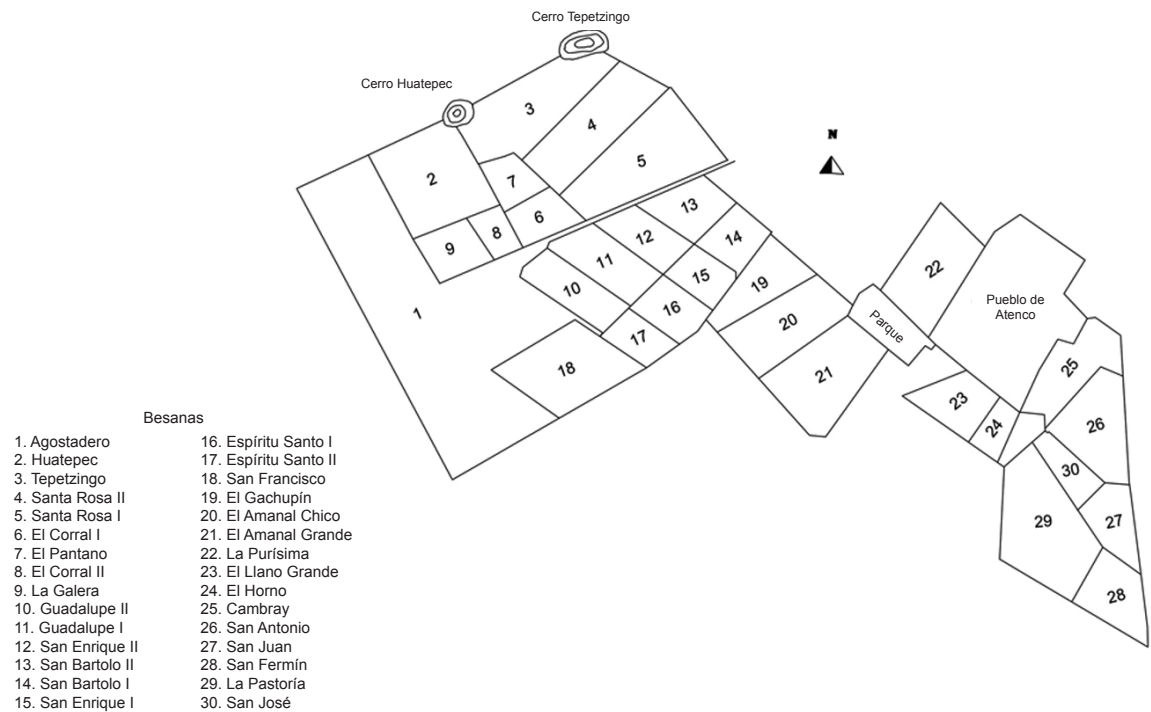 Cerro Tepetzingo
Cerro Huatepec
N
3
4
5
2
7
6
8
9
1
13
12
14
11
15
10
16
17
18
19
20
21
22
Parque
Pueblo de
Atenco
23
24
25
26
30
29
27
28
Besanas
1. Agostadero
2. Huatepec
3. Tepetzingo
4. Santa Rosa II
5. Santa Rosa I
6. El Corral I
7. El Pantano
8. El Corral II
9. La Galera
10. Guadalupe II
11. Guadalupe I
12. San Enrique II
13. San Bartolo II
14. San Bartolo I
15. San Enrique I
16. Espíritu Santo I
17. Espíritu Santo II
18. San Francisco
19. El Gachupín
20. El Amanal Chico
21. El Amanal Grande
22. La Purísima
23. El Llano Grande
24. El Horno
25. Cambray
26. San Antonio
27. San Juan
28. San Fermín
29. La Pastoría
30. San José